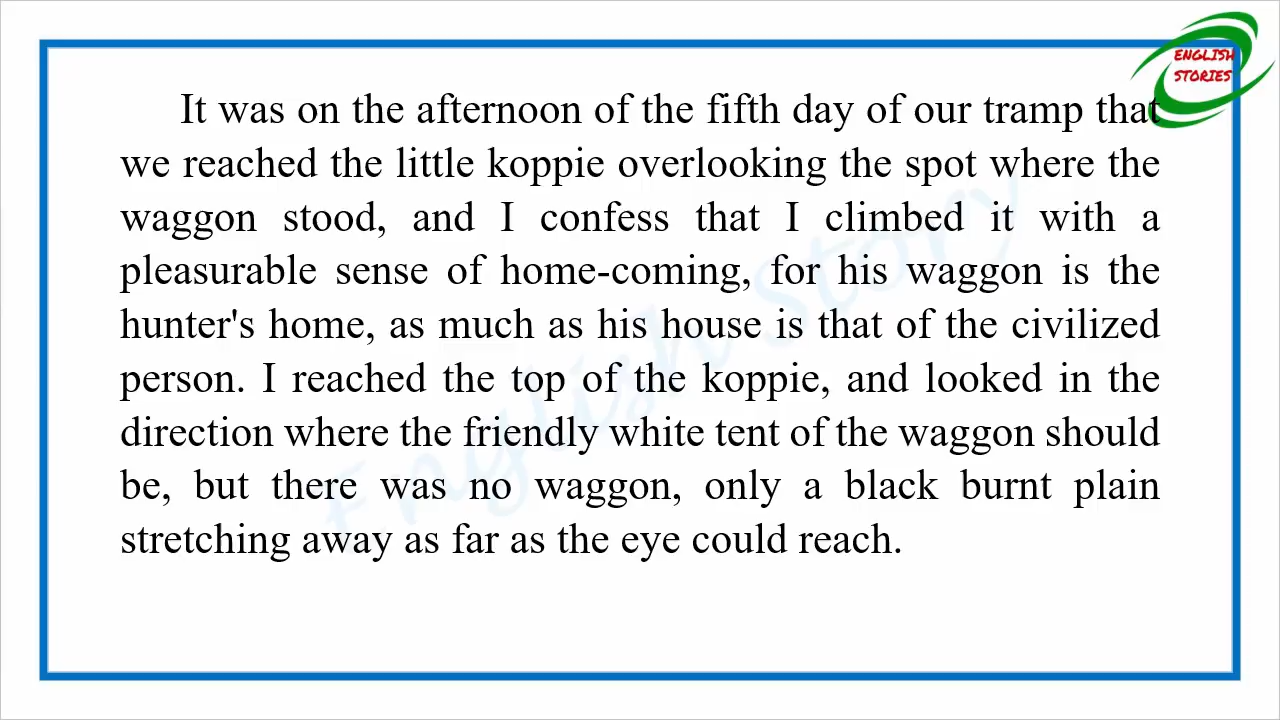 ENGLISH
STORIES
It was on the afternoon of the fifth day of our tramp that
we reached the little koppie overlooking the spot where the
waggon stood, and I confess that I climbed it with a
pleasurable sense of home-coming, for his waggon is the
hunter's home, as much as his house is that of the civilized
person. I reached the top of the koppie, and looked in the
direction where the friendly white tent of the waggon should
be, but there was no waggon, only a black burnt plain
stretching away as far as the eye could reach.
English Story